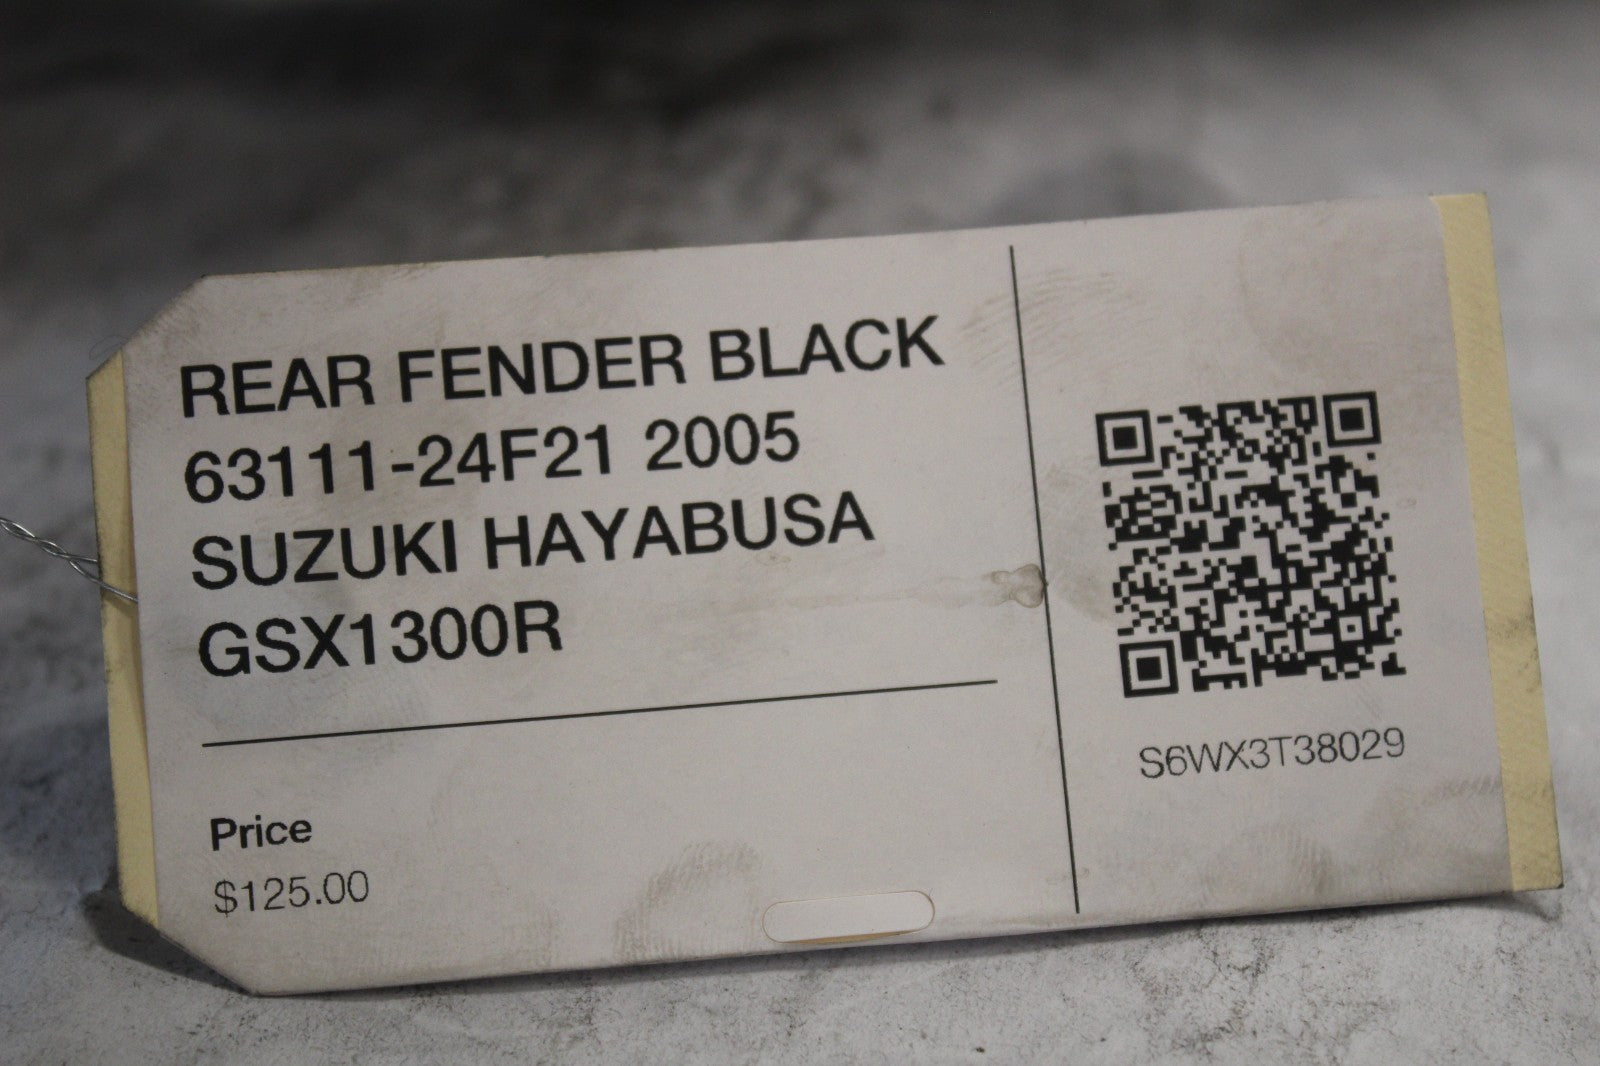 REAR FENDER BLACK
63111-24F21 2005
SUZUKI HAYABUSA
GSX1300R
Price
$125.00
S6WX3T38029